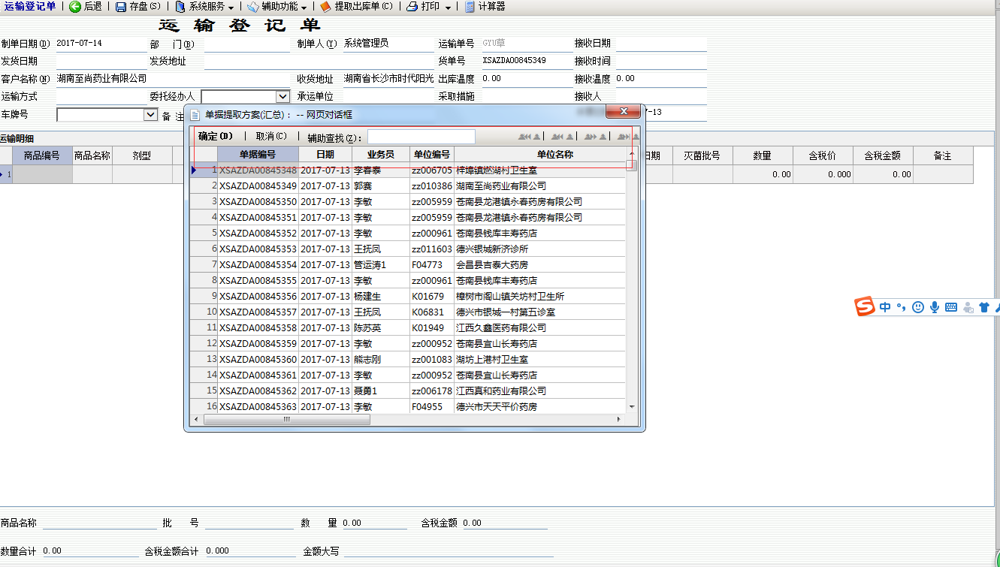 运输登记单 后退 存盘(S) 系统服务 辅助功能 提取出库单(C) 打印 计算器
运 输 登 记 单
制单日期(D) 2017-07-14 部 门(B) 制单人(Y) 系统管理员 运输单号 GYU草 接收日期
发货日期 发货地址 货单号 XSAZDA00845349 接收时间
客户名称(N) 湖南至尚药业有限公司 收货地址 湖南省长沙市时代阳光 出库温度 0.00 接收温度 0.00
运输方式 委托经办人 承运单位 采取措施 接收人
车牌号 备 注 7-13
单据提取方案(汇总) : -- 网页对话框
确定(O) 取消(C) 辅助查找(Z):
运输明细
商品编号 商品名称 剂型 日期 灭菌批号 数量 含税价 含税金额 备注
1 0.00 0.000 0.00
单据编号 日期 业务员 单位编号 单位名称
1 XSAZDA00845348 2017-07-13 李春泰 zz006705 梓埠镇燃湖村卫生室
2 XSAZDA00845349 2017-07-13 郭赛 zz010386 湖南至尚药业有限公司
3 XSAZDA00845350 2017-07-13 李敏 zz005959 苍南县龙港镇永春药房有限公司
4 XSAZDA00845351 2017-07-13 李敏 zz005959 苍南县龙港镇永春药房有限公司
5 XSAZDA00845352 2017-07-13 李敏 zz000961 苍南县钱库丰寿药店
6 XSAZDA00845353 2017-07-13 王抚凤 zz011603 德兴银城新济诊所
7 XSAZDA00845354 2017-07-13 管运涛1 F04773 会昌县吉泰大药房
8 XSAZDA00845355 2017-07-13 李敏 zz000961 苍南县钱库丰寿药店
9 XSAZDA00845356 2017-07-13 杨建生 K01679 樟树市阁山镇关坊村卫生所
10 XSAZDA00845357 2017-07-13 王抚凤 K06831 德兴市银城一村第五诊室
11 XSAZDA00845358 2017-07-13 陈苏英 K01949 江西久鑫医药有限公司
12 XSAZDA00845359 2017-07-13 李敏 zz000952 苍南县宜山长寿药店
13 XSAZDA00845360 2017-07-13 熊志刚 zz001083 湖坊上港村卫生室
14 XSAZDA00845361 2017-07-13 李敏 zz000952 苍南县宜山长寿药店
15 XSAZDA00845362 2017-07-13 聂勇1 zz006178 江西真和药业有限公司
16 XSAZDA00845363 2017-07-13 李敏 F04955 德兴市天天平价药房
中
商品名称 批 号 数 量 0.00 含税金额 0.00
数量合计 0.00 含税金额合计 0.000 金额大写